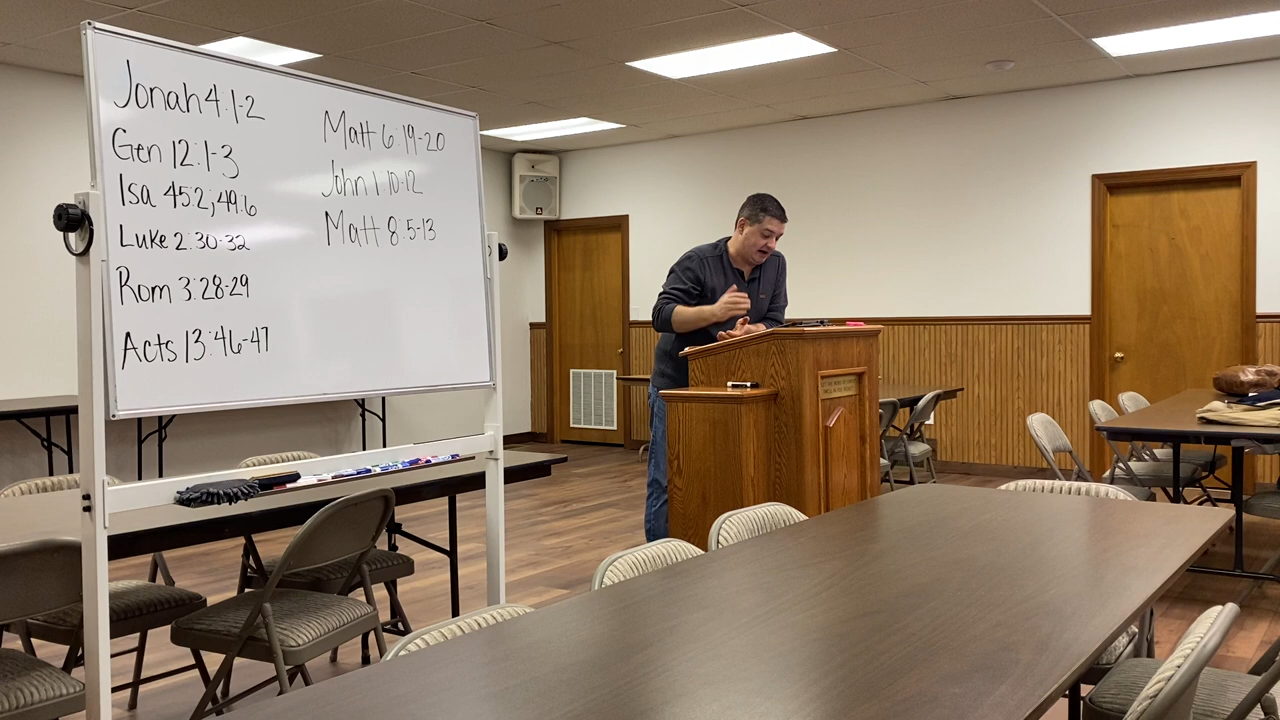 Jonah 4:1-2
Gen 12:1-3
Isa 45:2; 49:6
Luke 2:30-32
Rom 3:28-29
Acts 13:46-47
Matt 6:19-20
John 1:10-12
Matt 8:5-13